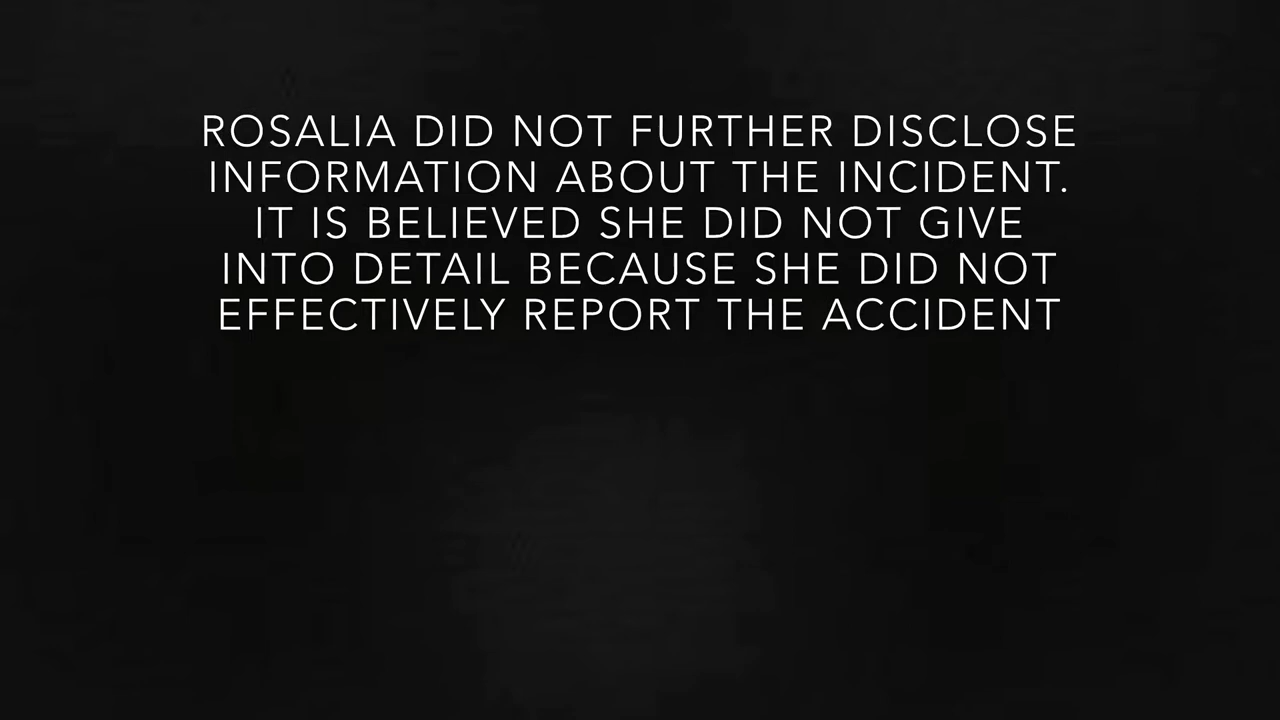 ROSALIA DID NOT FURTHER DISCLOSE
INFORMATION ABOUT THE INCIDENT.
IT IS BELIEVED SHE DID NOT GIVE
INTO DETAIL BECAUSE SHE DID NOT
EFFECTIVELY REPORT THE ACCIDENT